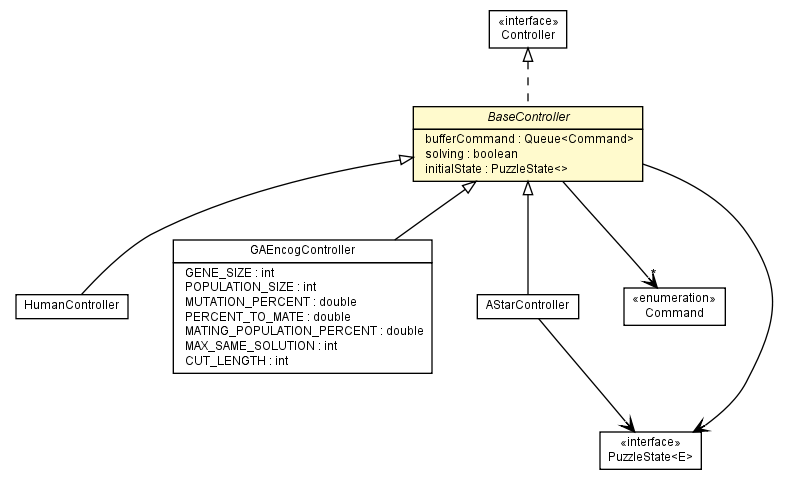 «interface»
Controller
BaseController
bufferCommand : Queue<Command>
solving : boolean
initialState : PuzzleState<>
GAEncogController
GENE_SIZE : int
POPULATION_SIZE : int
MUTATION_PERCENT : double
PERCENT_TO_MATE : double
MATING_POPULATION_PERCENT : double
MAX_SAME_SOLUTION : int
CUT_LENGTH : int
HumanController
AStarController
*
«enumeration»
Command
«interface»
PuzzleState<E>